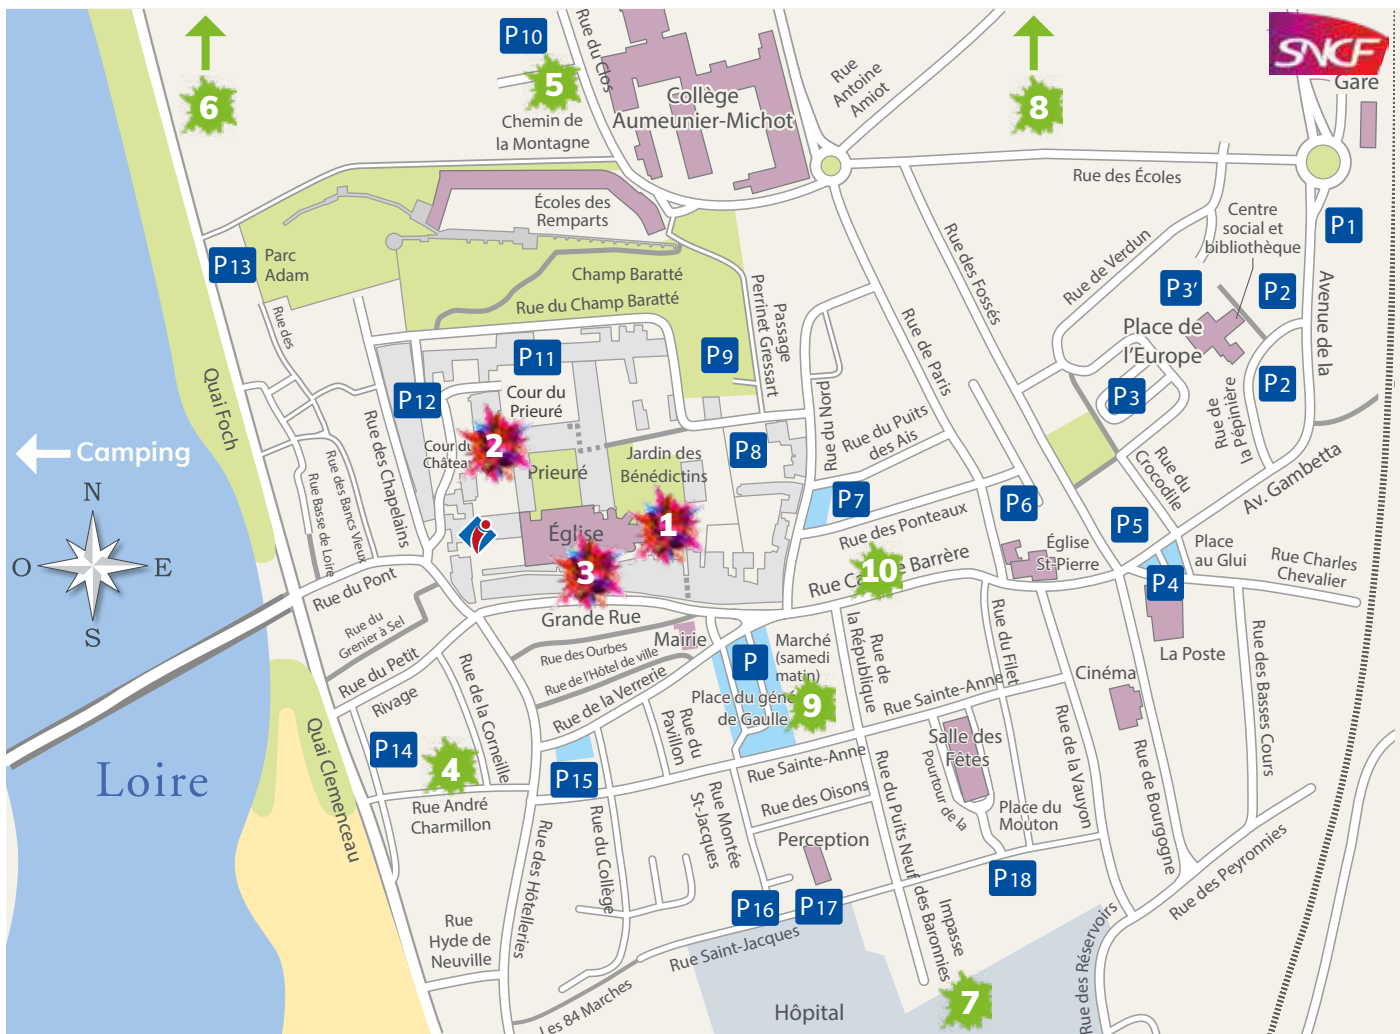 P10
Rue du Clos
5
6
8
SNCF
Gare
Collège
Aumeunier-Michot
Rue
Antoine
Amiot
Chemin de
la Montagne
Rue des Écoles
Écoles des
Remparts
Centre
social et
bibliothèque
P1
P13
Parc
Adam
Champ Baratté
Rue du Champ Baratté
Passage
Perrinet Gressart
Rue des Fossés
Rue de Verdun
P3'
P2
Avenue de la
Place de
l'Europe
Rue des
Quai Foch
P11
P9
Rue de Paris
P12
Cour du
Prieuré
P3
P2
Rue de
la Pépinière
Rue des Chapelains
Rue du Nord
Rue du Puits
des Ais
Camping
2
Cour du
Prieuré
Jardin des
Bénédictins
P8
Rue du
Crocodile
Av. Gambetta
N
O
E
S
Rue Basse de Loire
Rue des Bancs Vieux
P7
P6
P5
Rue des Ponteaux
1
Église
3
Église
St-Pierre
Place
au Glui
Rue Charles
Chevalier
10
Rue
Barrère
P4
Rue du Pont
Grande Rue
Rue du
Grenier à Sel
Mairie
Rue des Ourbes
Rue de l'Hôtel de ville
P
Marché
(samedi
matin)
Rue de
la République
Rue du Filet
La Poste
Rue des Basses Cours
Rue du Petit
Rivage
Rue de la Corneille
Rue de la Verrerie
Rue du
Pavillon
Place du
de Gaulle
9
Rue Sainte-Anne
Cinéma
Quai Clemenceau
P14
4
Salle des
Fêtes
Rue de la Vauyon
Rue de Bourgogne
Loire
P15
Rue Sainte-Anne
Rue André
Charmillon
Rue des Oisons
Pourtour de la
Place du
Mouton
Rue Montée
St-Jacques
Rue du Puits Neuf
Perception
Rue des Hôtelleries
Rue du Collège
P18
Rue des Peyronnies
P16
P17
Rue
Hyde de
Neuville
Rue Saint-Jacques
Impasse
des Baronnies
Rue des Réservoirs
7
Les 84 Marches
Hôpital